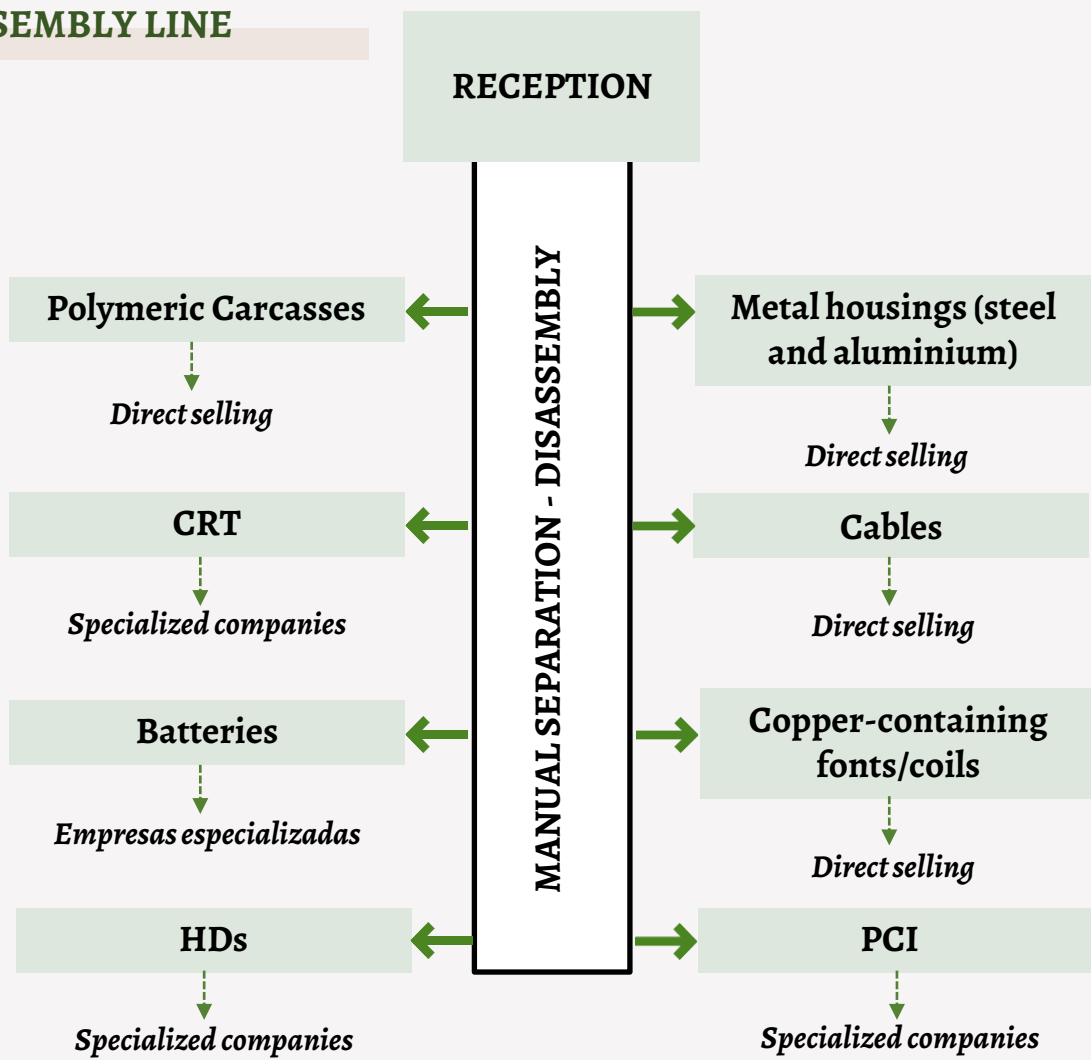 SEMBLY LINE
RECEPTION
MANUAL SEPARATION - DISASSSEMBLY
Polymeric Carcasses
Direct selling
CRT
Specialized companies
Batteries
Empresas especializadas
HDs
Specialized companies
Metal housings (steel
and aluminium)
Direct selling
Cables
Direct selling
Copper-containing
fonts/coils
Direct selling
PCI
Specialized companies